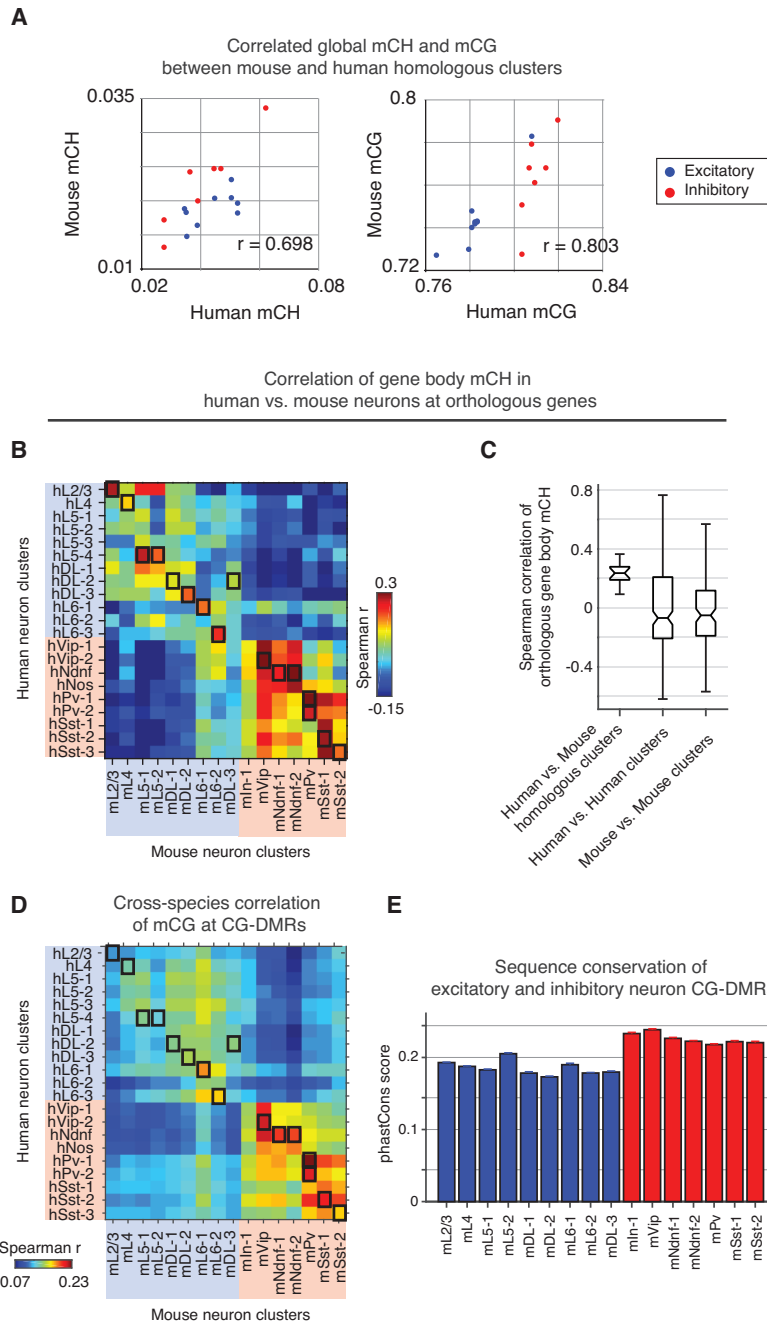 A
Correlated global mCH and mCG
between mouse and human homologous clusters
0.035
Mouse mCH
r = 0.698
0.01
0.02
0.08
Human mCH
0.8
Mouse mCG
r = 0.803
0.72
0.76
0.84
Human mCG
Excitatory
Inhibitory
Correlation of gene body mCH in
human vs. mouse neurons at orthologous genes
B
Human neuron clusters
hL2/3
hL4
hL5-1
hL5-2
hL5-3
hL5-4
hDL-1
hDL-2
hDL-3
hL6-1
hL6-2
hL6-3
hVip-1
hVip-2
hNdnf
hNos
hPv-1
hPv-2
hSst-1
hSst-2
hSst-3
mL2/3
mL4
mL5-1
mL5-2
mDL-1
mDL-2
mL6-1
mL6-2
mDL-3
mIn-1
mVip
mNdnf-1
mNdnf-2
mPv
mSst-1
mSst-2
Mouse neuron clusters
0.3
Spearman r
-0.15
C
Spearman correlation of
orthologous gene body mCH
0.8
0.4
0
-0.4
Human vs. Mouse
homologous clusters
Human vs. Human clusters
Mouse vs. Mouse clusters
D
Cross-species correlation
of mCG at CG-DMRs
Human neuron clusters
hL2/3
hL4
hL5-1
hL5-2
hL5-3
hL5-4
hDL-1
hDL-2
hDL-3
hL6-1
hL6-2
hL6-3
hVip-1
hVip-2
hNdnf
hNos
hPv-1
hPv-2
hSst-1
hSst-2
hSst-3
mL2/3
mL4
mL5-1
mL5-2
mDL-1
mDL-2
mL6-1
mL6-2
mDL-3
mIn-1
mVip
mNdnf-1
mNdnf-2
mPv
mSst-1
mSst-2
Mouse neuron clusters
Spearman r
0.07
0.23
E
Sequence conservation of
excitatory and inhibitory neuron CG-DMR
phastCons score
0.2
0.1
0
mL2/3
mL4
mL5-1
mL5-2
mDL-1
mDL-2
mL6-1
mL6-2
mDL-3
mIn-1
mVip
mNdnf-1
mNdnf-2
mPv
mSst-1
mSst-2